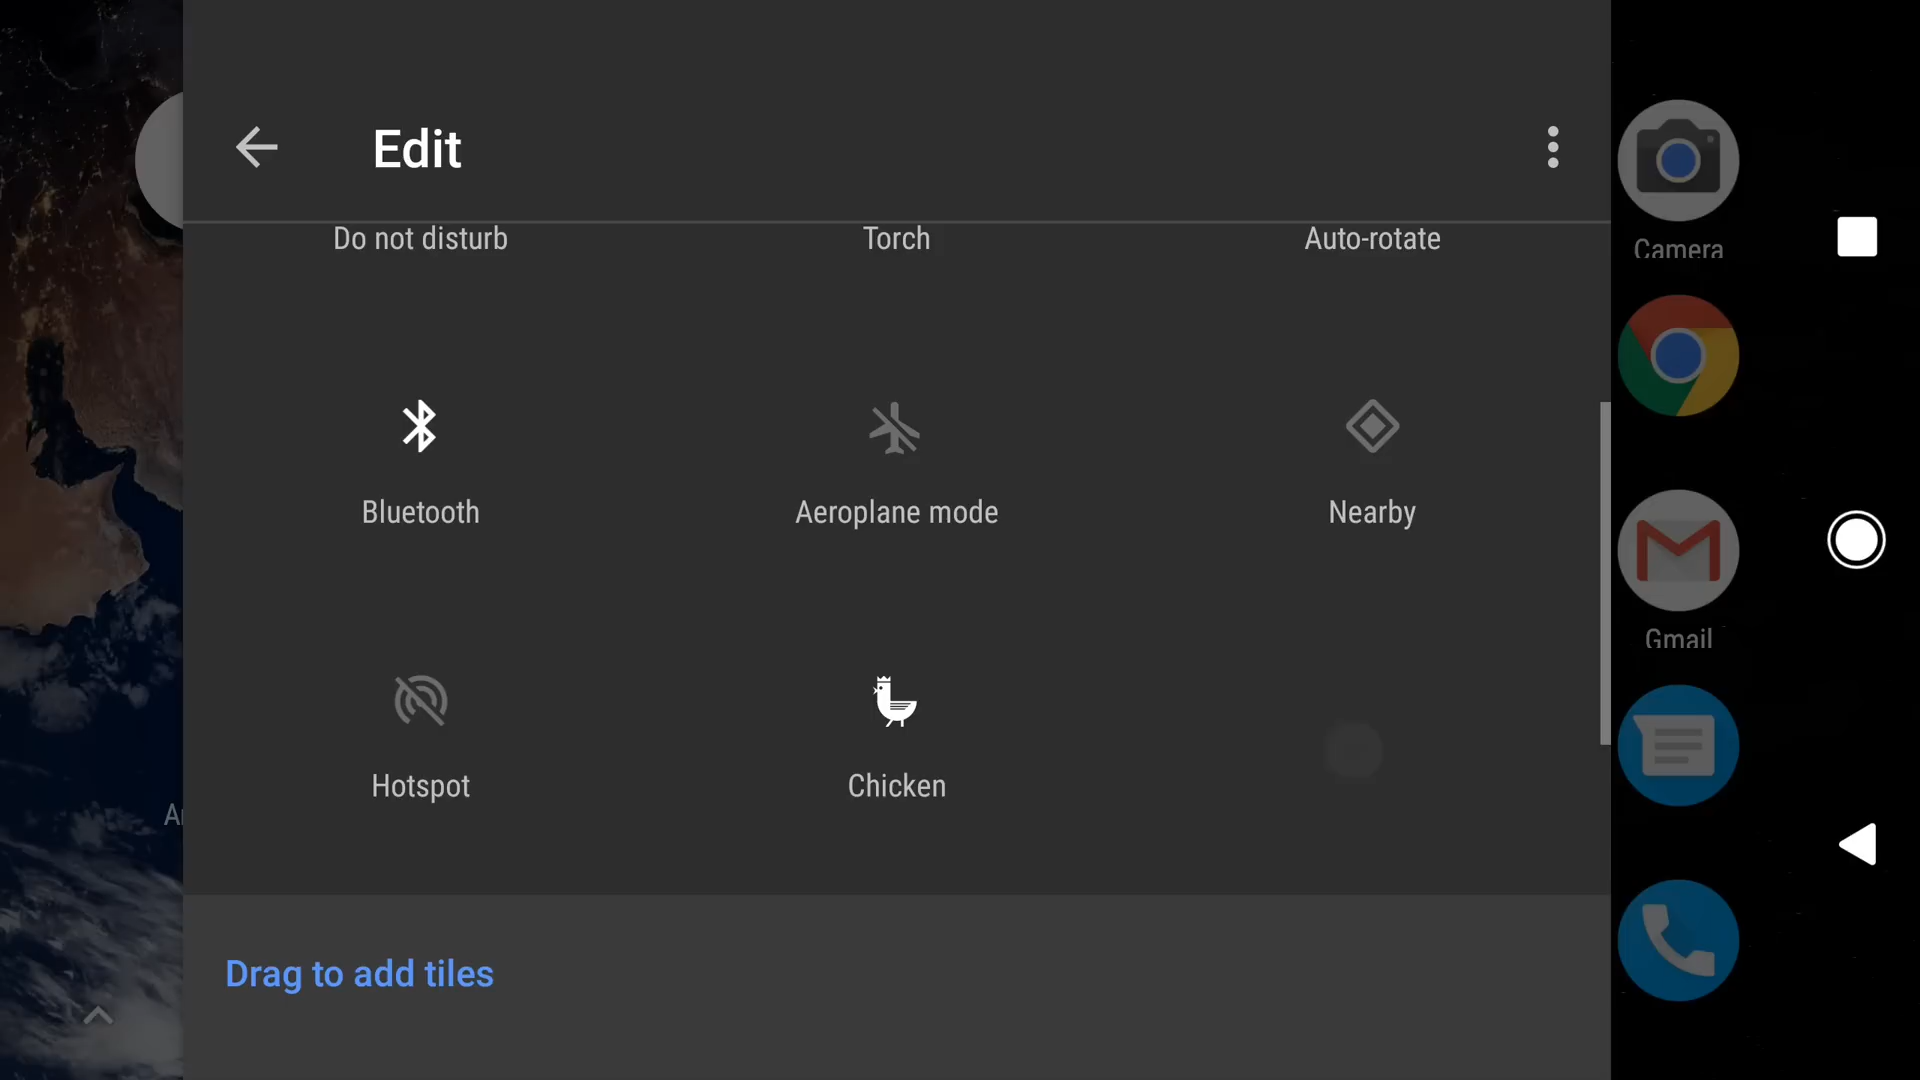 Edit
Do not disturb
Torch
Auto-rotate
Camera
Bluetooth
Aeroplane mode
Nearby
Gmail
Hotspot
Chicken
Drag to add tiles